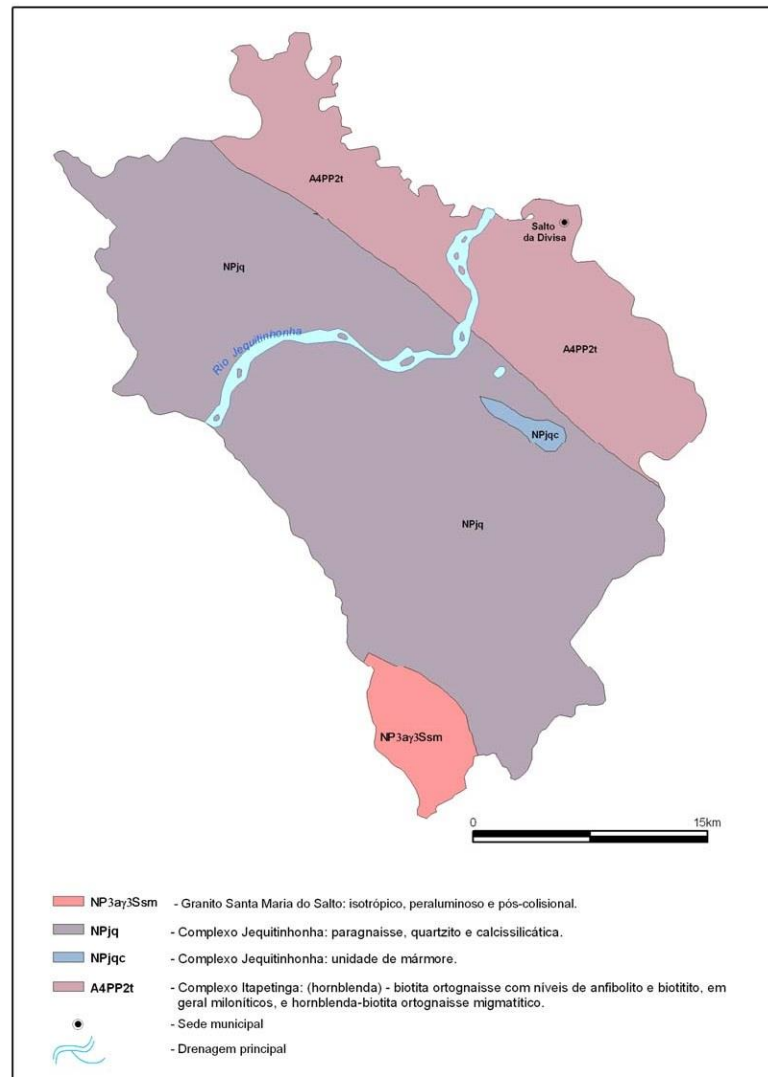 A4PP2t
Salto
da Divisa
NPjq
Rio Jequitinhonha
A4PP2t
NPjqc
NPjq
NP3aγ3Ssm
0 15km
NP3aγ3Ssm - Granito Santa Maria do Salto: isotrópico, peraluminoso e pós-colisional.
NPjq - Complexo Jequitinhonha: paragnaisse, quartzito e calcissilicática.
NPjqc - Complexo Jequitinhonha: unidade de mármore.
A4PP2t - Complexo Itapetinga: (hornblenda) - biotita ortognaisse com níveis de anfibolito e biotitito, em
geral miloníticos, e hornblenda-biotita ortognaisse migmatítico.
- Sede municipal
- Drenagem principal